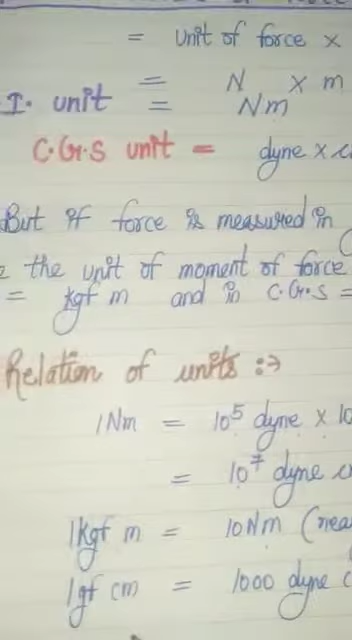 = unit of force ×
= N × m
I. unit = Nm
C.G.S unit = dyne ×
But if force is measured in
the unit of moment of force
= kgf m and in C.G.S =
Relation of units :→
1Nm = 10⁵ dyne × 10
= 10⁷ dyne
1kgf m = 10Nm (nea
1gf cm = 1000 dyne